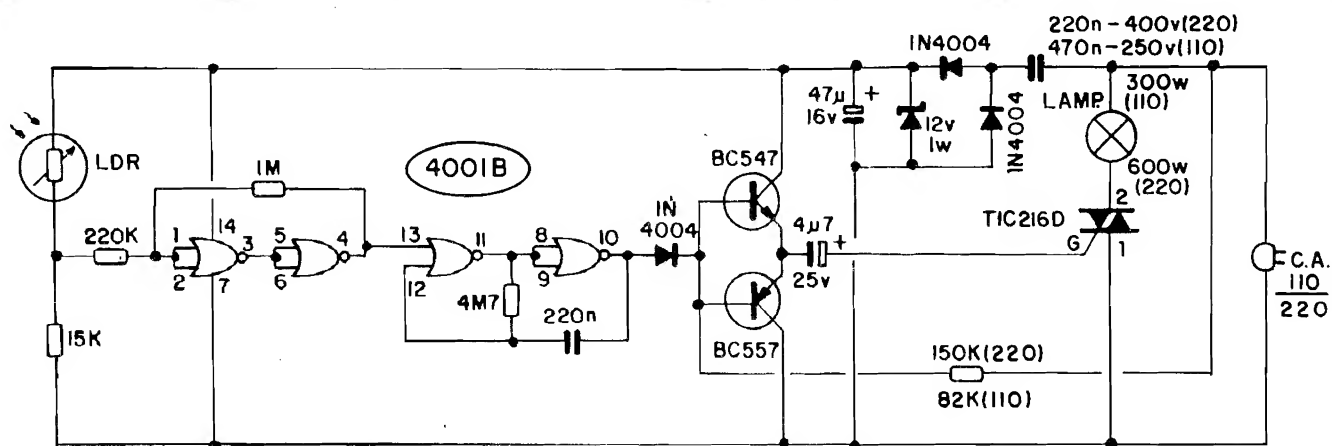 220n-400v(220)
470n-250v(110)
1N4004
47µ
+
16v
12v
1w
1N4004
LAMP.
300w
(110)
600w
(220)
LDR
1M
4001B
BC547
1N
4004
4µ7
+
25v
TIC216D
2
G
1
220K
1
2
14
3
7
5
6
4
13
12
11
8
9
10
4M7
220n
15K
BC557
150K(220)
82K(110)
C.A.
110
220